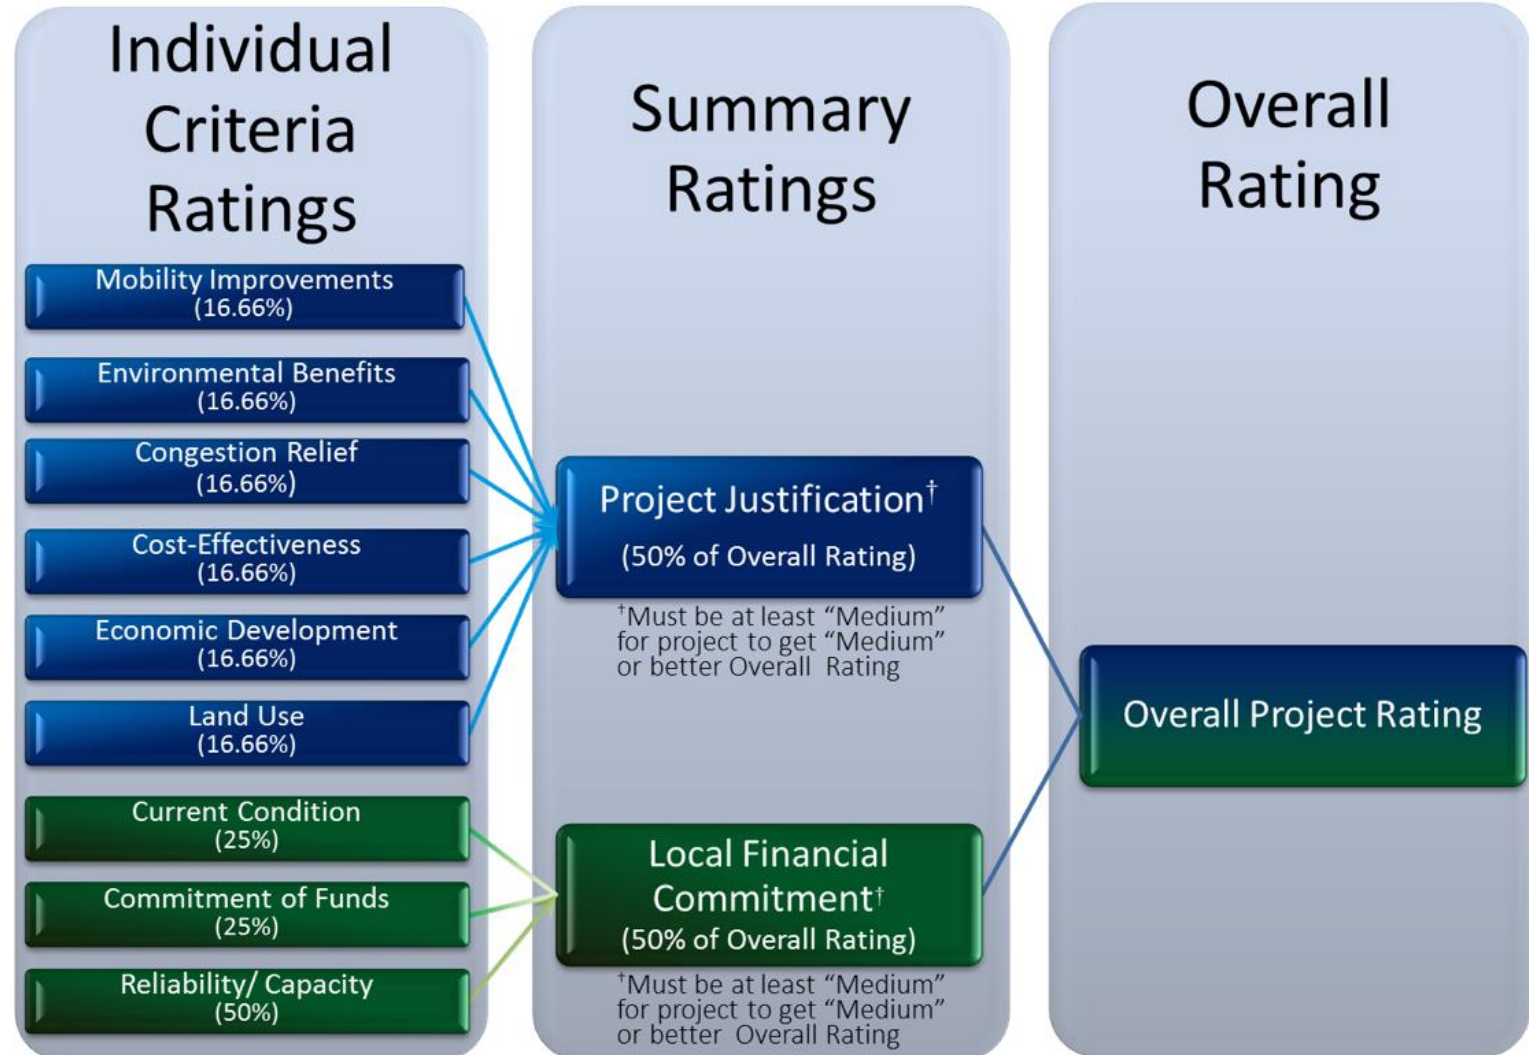 Individual
Criteria
Ratings
Mobility Improvements
(16.66%)
Environmental Benefits
(16.66%)
Congestion Relief
(16.66%)
Cost-Effectiveness
(16.66%)
Economic Development
(16.66%)
Land Use
(16.66%)
Current Condition
(25%)
Commitment of Funds
(25%)
Reliability/ Capacity
(50%)
Summary
Ratings
Project Justification†
(50% of Overall Rating)
†Must be at least “Medium”
for project to get “Medium”
or better Overall Rating
Local Financial
Commitment†
(50% of Overall Rating)
†Must be at least “Medium”
for project to get “Medium”
or better Overall Rating
Overall
Rating
Overall Project Rating